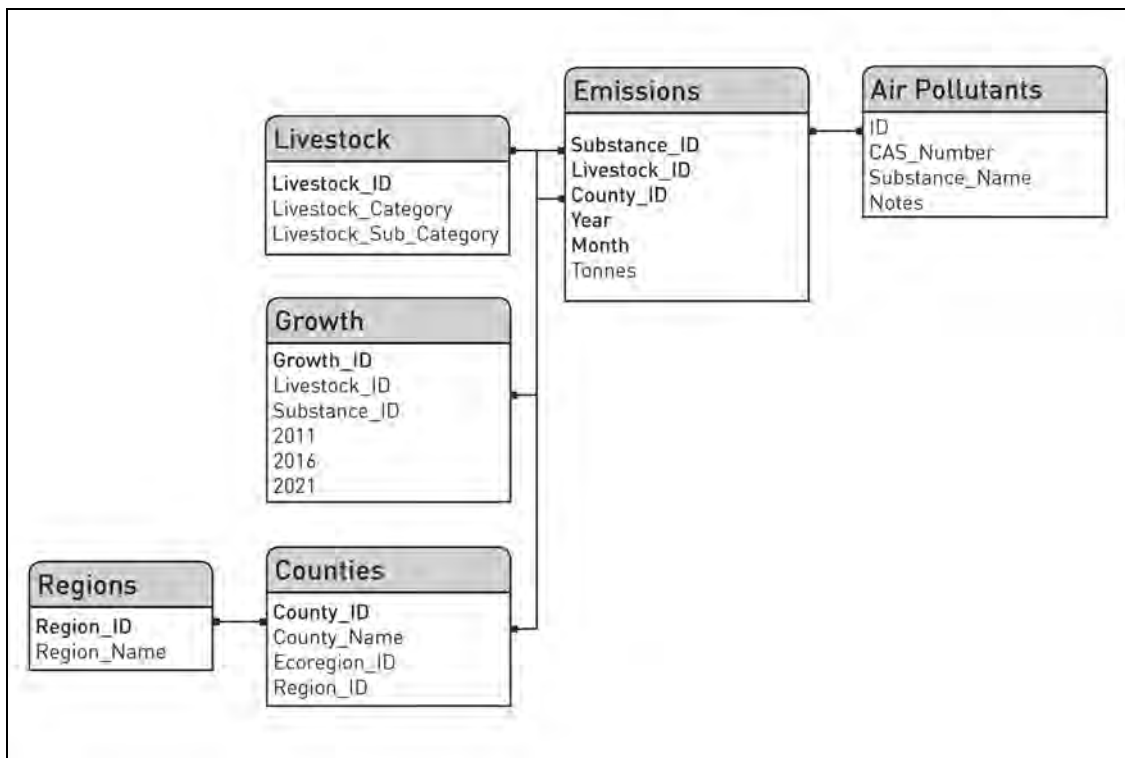 Livestock
Livestock_ID
Livestock_Category
Livestock_Sub_Category
Emissions
Substance_ID
Livestock_ID
County_ID
Year
Month
Tonnes
Air Pollutants
ID
CAS_Number
Substance_Name
Notes
Growth
Growth_ID
Livestock_ID
Substance_ID
2011
2016
2021
Regions
Region_ID
Region_Name
Counties
County_ID
County_Name
Ecoregion_ID
Region_ID